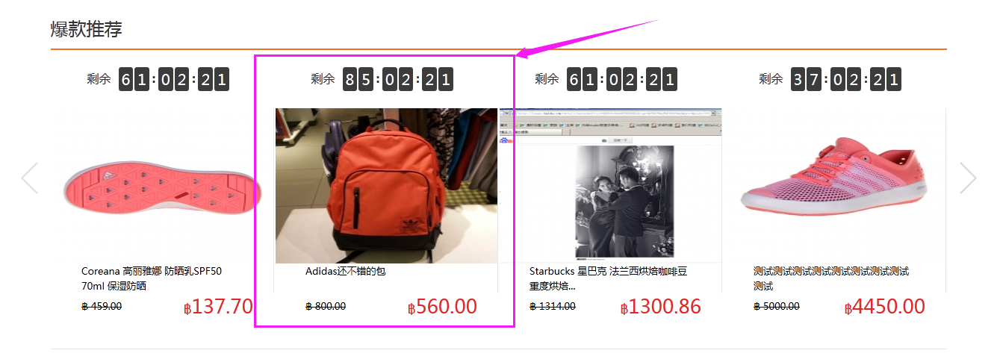 爆款推荐
剩余 61:02:21
剩余 85:02:21
剩余 61:02:21
剩余 37:02:21
Coreana 高丽雅娜 防晒乳SPF50
70ml 保湿防晒
฿ 459.00 ฿137.70
Adidas还不错的包
฿ 800.00 ฿560.00
Starbucks 星巴克 法兰西烘焙咖啡豆
重度烘焙...
฿ 1314.00 ฿1300.86
测试测试测试测试测试测试测试测试
测试
฿ 5000.00 ฿4450.00